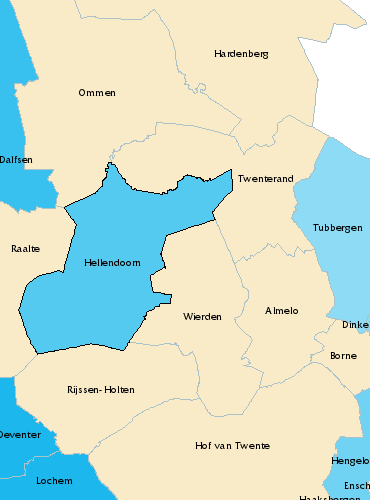 Hardenberg
Ommen
Dalfsen
Twenterand
Tubbergen
Raalte
Hellendoorn
Wierden
Almelo
Dinke
Borne
Rijssen-Holten
Deventer
Hof van Twente
Hengelo
Lochem
Ensch
Haaksbergen